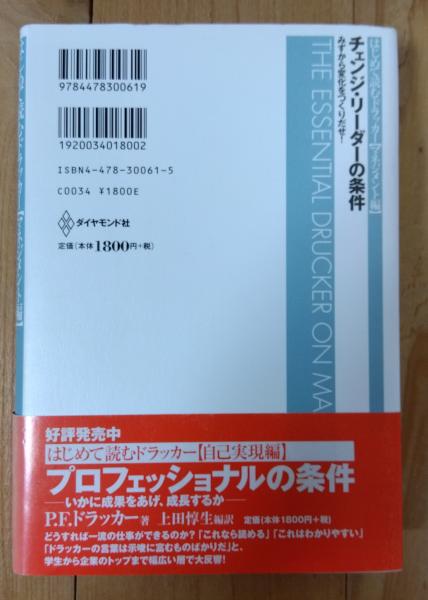 はじめて読むドラッカー【マネジメント編】
チェンジ・リーダーの条件
みずから変化をつくりだせ!
THE ESSENTIAL DRUCKER ON MA
9784478300619
1920034018002
ISBN4-478-30061-5
C0034 ¥1800E
ダイヤモンド社
定価(本体1800円+税)
好評発売中
はじめて読むドラッカー【自己実現編】
プロフェッショナルの条件
——いかに成果をあげ、成長するか——
P.F.ドラッカー 著 上田惇生 編訳 定価(本体1800円+税)
どうすれば一流の仕事ができるのか?「これなら読める」「これはわかりやすい」
「ドラッカーの言葉は示唆に富むものばかりだ」と、
学生から企業のトップまで幅広い層で大反響!